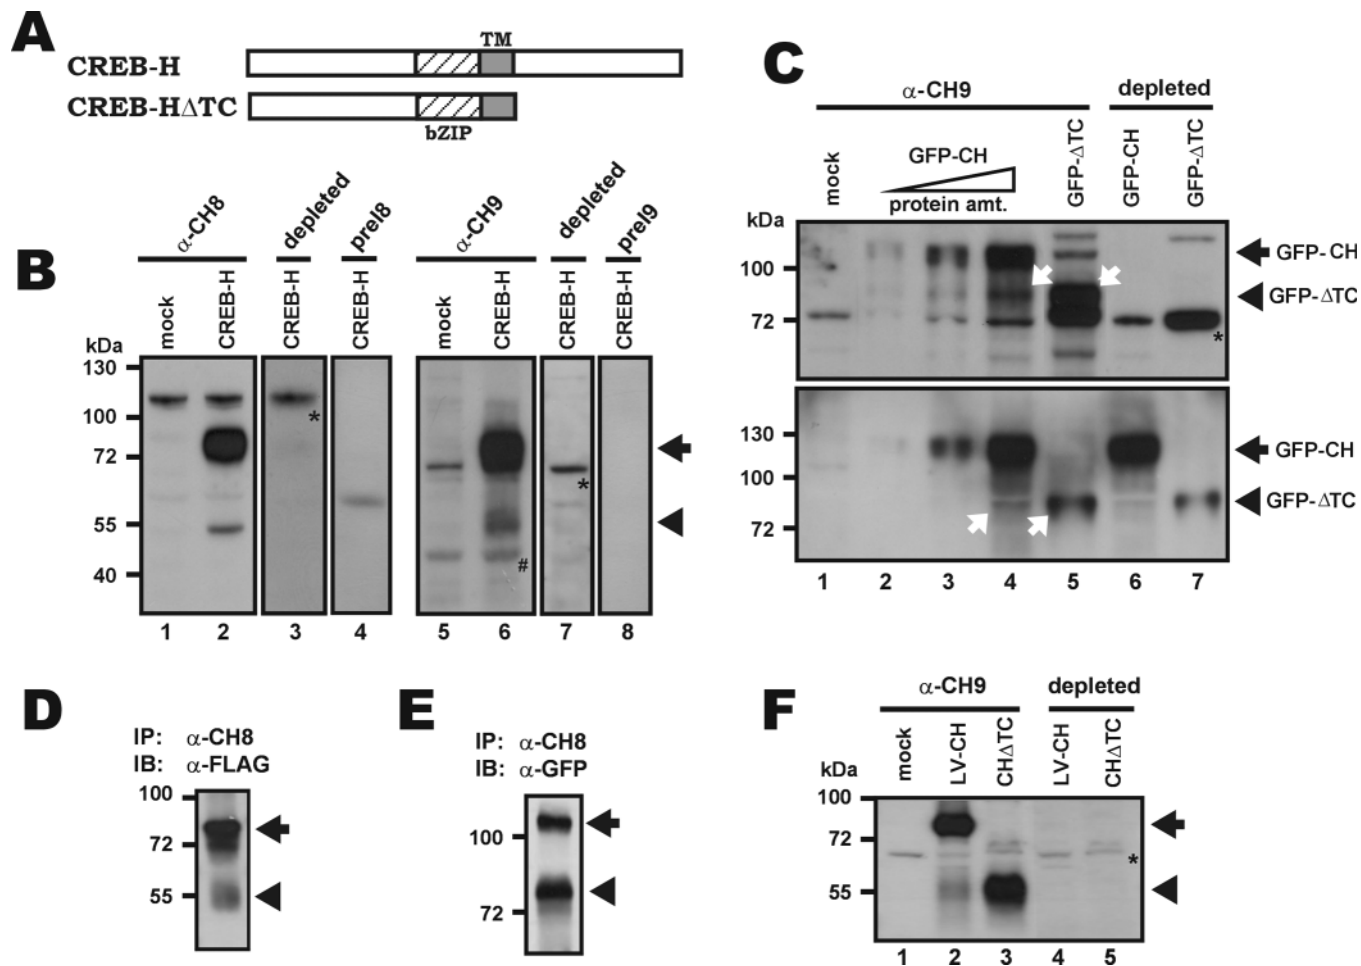 A
TM
CREB-H
CREB-HΔTC
bZIP
B
α-CH8
depleted
preI8
α-CH9
depleted
preI9
mock
CREB-H
CREB-H
CREB-H
mock
CREB-H
CREB-H
CREB-H
kDa
130
100
72
55
40
*
*
#
1 2 3 4 5 6 7 8
C
α-CH9
depleted
mock
GFP-CH
protein amt.
GFP-ΔTC
GFP-CH
GFP-ΔTC
kDa
100
72
GFP-CH
GFP-ΔTC
*
130
100
72
GFP-CH
GFP-ΔTC
1 2 3 4 5 6 7
D
IP: α-CH8
IB: α-FLAG
100
72
55
E
IP: α-CH8
IB: α-GFP
100
72
F
α-CH9
depleted
mock
LV-CH
CHΔTC
LV-CH
CHΔTC
kDa
100
72
55
*
1 2 3 4 5